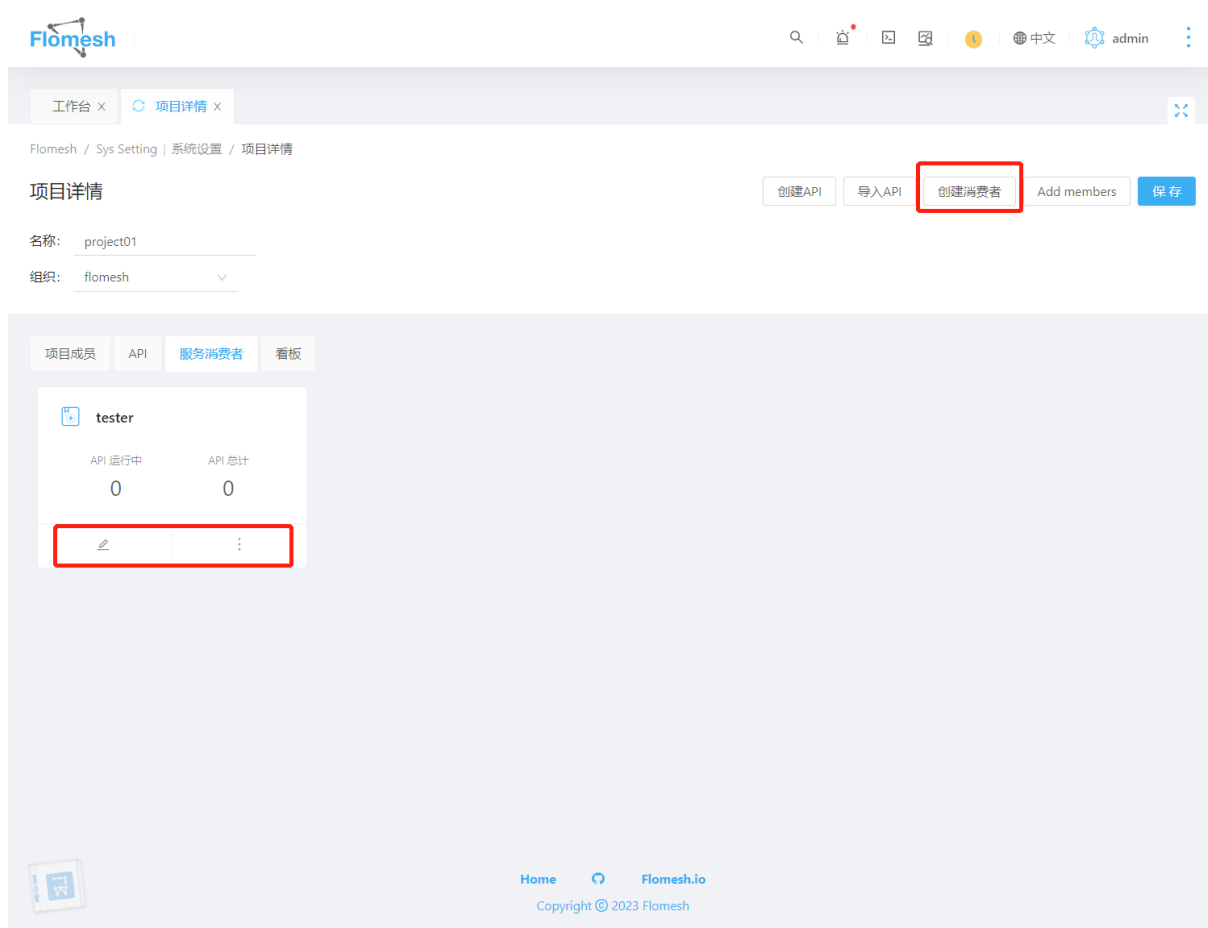 Flomesh
中文 admin
工作台 X 项目详情 X
Flomesh / Sys Setting | 系统设置 / 项目详情
项目详情
创建API 导入API 创建消费者 Add members 保存
名称: project01
组织: flomesh
项目成员 API 服务消费者 看板
tester
API 运行中 API 总计
0 0
Home Flomesh.io
Copyright © 2023 Flomesh